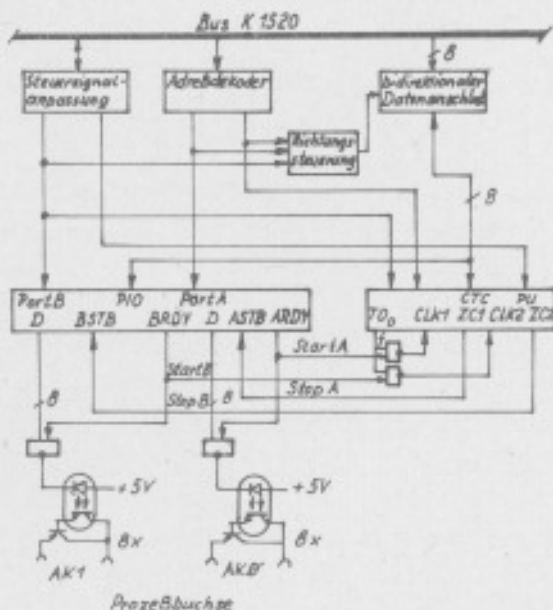 Bus K 1520
8
Steuersignal-
anpassung
Adreßdekoder
bidirektionaler
Datenanschluß
Richtungs-
steuerung
8
Port B PIO Port A
D BSTB BRDY D ASTB ARDY
CTC
TO0 CLK1 ZC1 CLK2 ZC2
Start A
Start B
Stop A
8 Stop B 8
+5V +5V
8x 8x
AK1
Prozeßbuchse